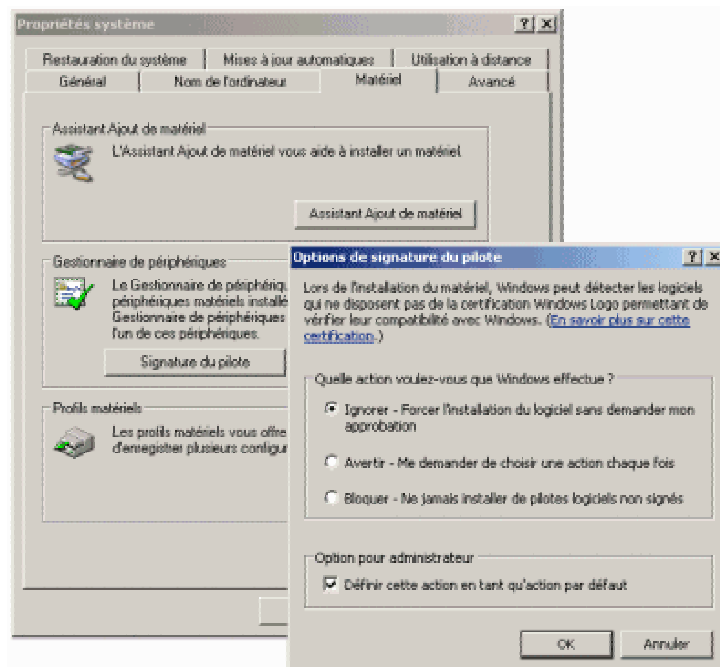 Propriétés système
Restauration du système
Mises à jour automatiques
Utilisation à distance
Général
Nom de l'ordinateur
Matériel
Avancé
Assistant Ajout de matériel
L'Assistant Ajout de matériel vous aide à installer un matériel.
Assistant Ajout de matériel
Gestionnaire de périphériques
Le Gestionnaire de périphériq
périphériques matériels installé
Gestionnaire de périphériques
l'un de ces périphériques.
Signature du pilote
Profils matériels
Les profils matériels vous offre
d'enregistrer plusieurs configur
Options de signature du pilote
Lors de l'installation du matériel, Windows peut détecter les logiciels
qui ne disposent pas de la certification Windows Logo permettant de
vérifier leur compatibilité avec Windows. (En savoir plus sur cette
certification.)
Quelle action voulez-vous que Windows effectue ?
Ignorer - Forcer l'installation du logiciel sans demander mon
approbation
Avertir - Me demander de choisir une action chaque fois
Bloquer - Ne jamais installer de pilotes logiciels non signés
Option pour administrateur
Définir cette action en tant qu'action par défaut
OK
Annuler